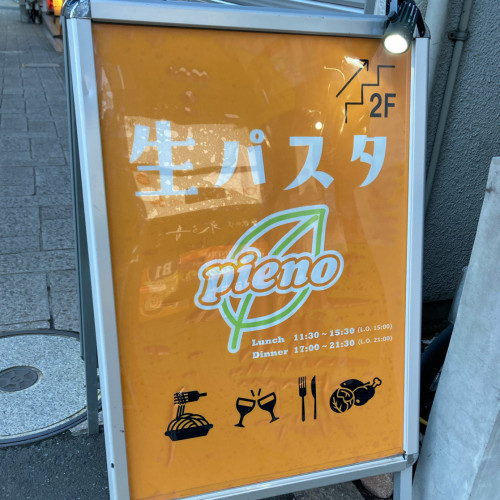 2F
生パスタ
pieno
Lunch 11:30~15:30 (L.O. 15:00)
Dinner 17:00~21:30 (L.O. 21:00)